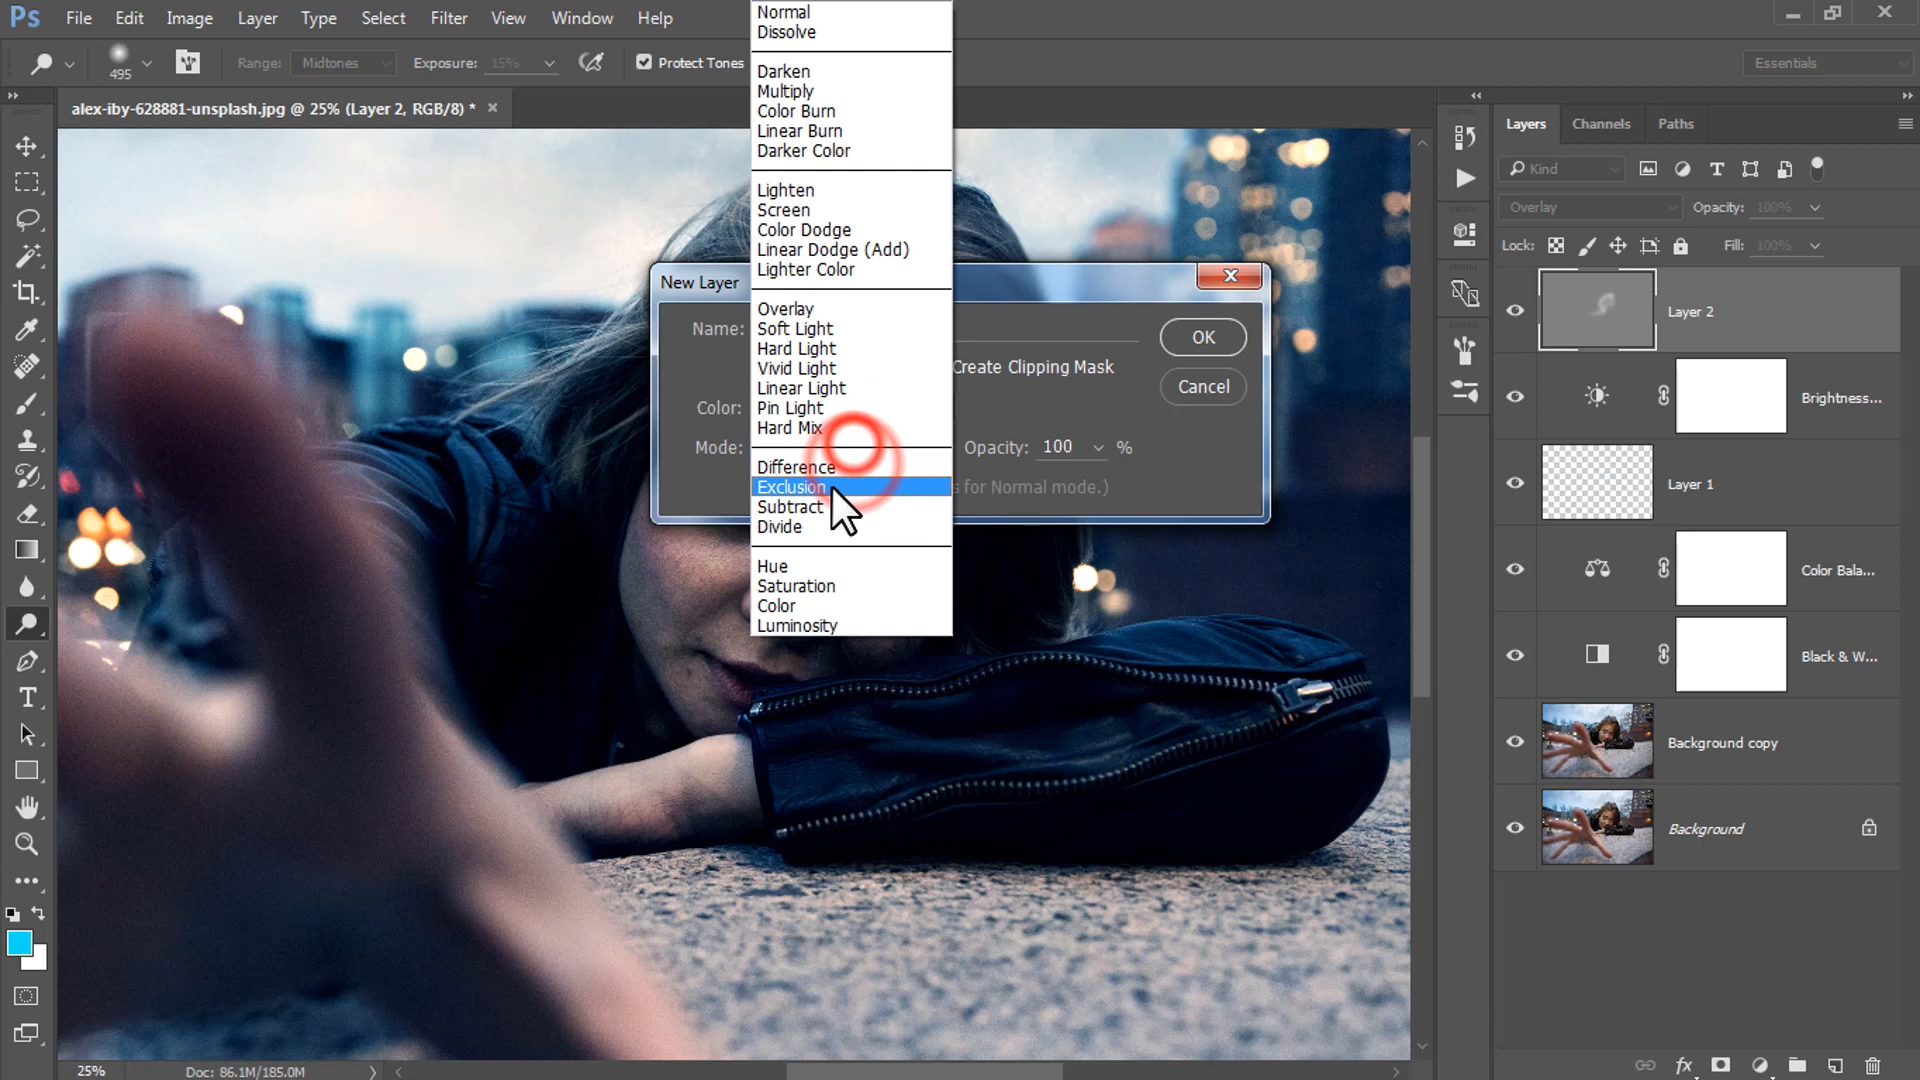 Ps File Edit Image Layer Type Select Filter View Window Help
495 Range: Midtones Exposure: 15% Protect Tones Essentials
alex-iby-628881-unsplash.jpg @ 25% (Layer 2, RGB/8) *
Normal
Dissolve
Darken
Multiply
Color Burn
Linear Burn
Darker Color
Lighten
Screen
Color Dodge
Linear Dodge (Add)
Lighter Color
Overlay
Soft Light
Hard Light
Vivid Light
Linear Light
Pin Light
Hard Mix
Difference
Exclusion
Subtract
Divide
Hue
Saturation
Color
Luminosity
New Layer
Name:
OK
Create Clipping Mask
Cancel
Color:
Mode: Opacity: 100 %
s for Normal mode.)
Layers Channels Paths
Kind
Overlay Opacity: 100%
Lock: Fill: 100%
Layer 2
Brightness...
Layer 1
Color Bala...
Black & W...
Background copy
Background
25% Doc: 86.1M/185.0M